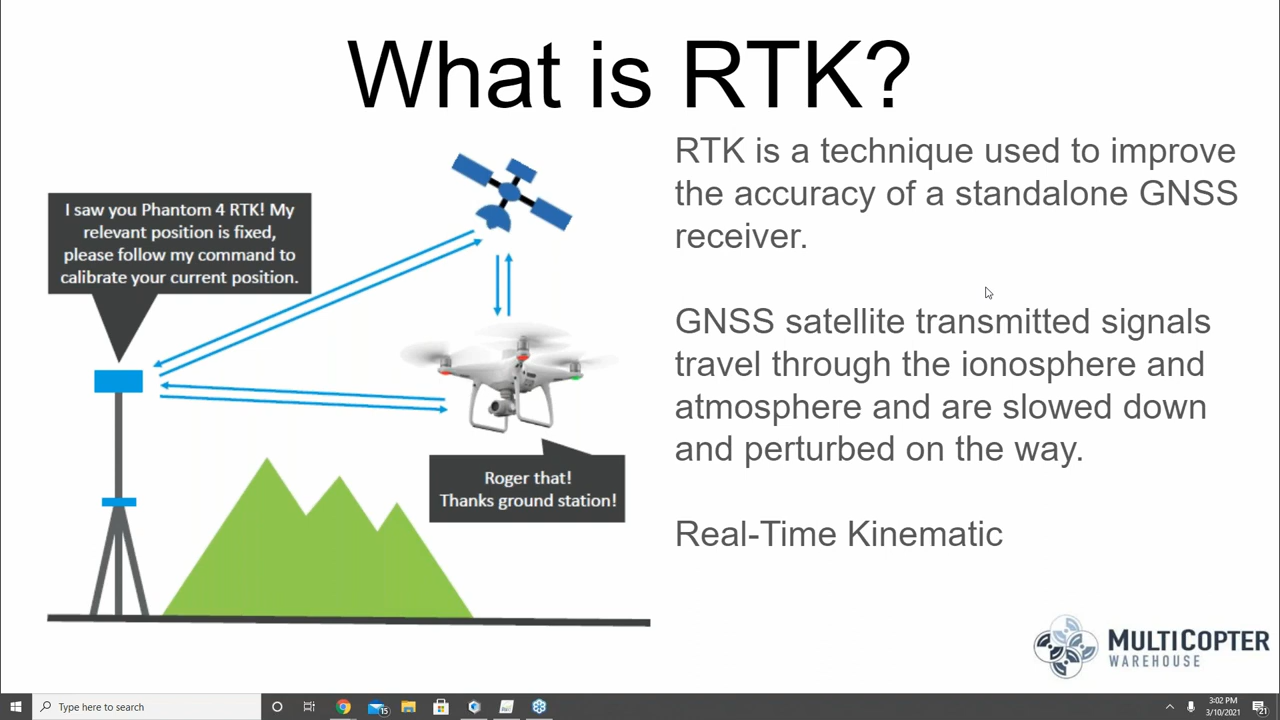 What is RTK?
I saw you Phantom 4 RTK! My
relevant position is fixed,
please follow my command to
calibrate your current position.
Roger that!
Thanks ground station!
RTK is a technique used to improve
the accuracy of a standalone GNSS
receiver.
GNSS satellite transmitted signals
travel through the ionosphere and
atmosphere and are slowed down
and perturbed on the way.
Real-Time Kinematic
MULTICOPTER
WAREHOUSE
Type here to search
15
3:02 PM
3/10/2021
21